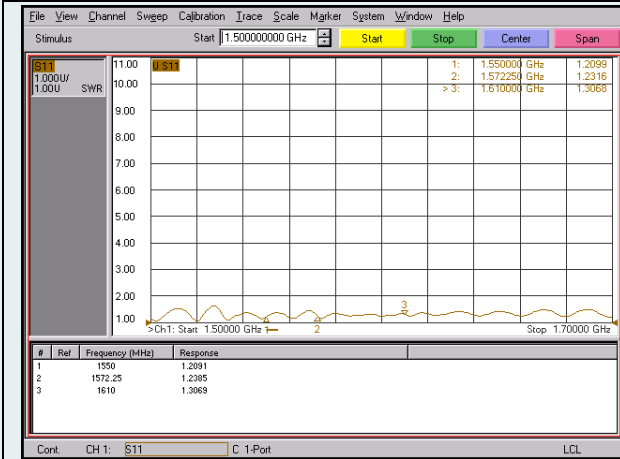 File View Channel Sweep Calibration Trace Scale Marker System Window Help
Stimulus Start 1.500000000 GHz Start Stop Center Span
S11
1.000U/
1.00U SWR
11.00
10.00
8.00
7.00
6.00
5.00
4.00
3.00
2.00
1.00
U S11
1: 1.550000 GHz 1.2099
2: 1.572250 GHz 1.2316
> 3: 1.610000 GHz 1.3068
3
>Ch1: Start 1.50000 GHz 1 2 Stop 1.70000 GHz
# Ref Frequency (MHz) Response
1 1550 1.2091
2 1572.25 1.2385
3 1610 1.3069
Cont. CH 1: S11 C 1-Port LCL